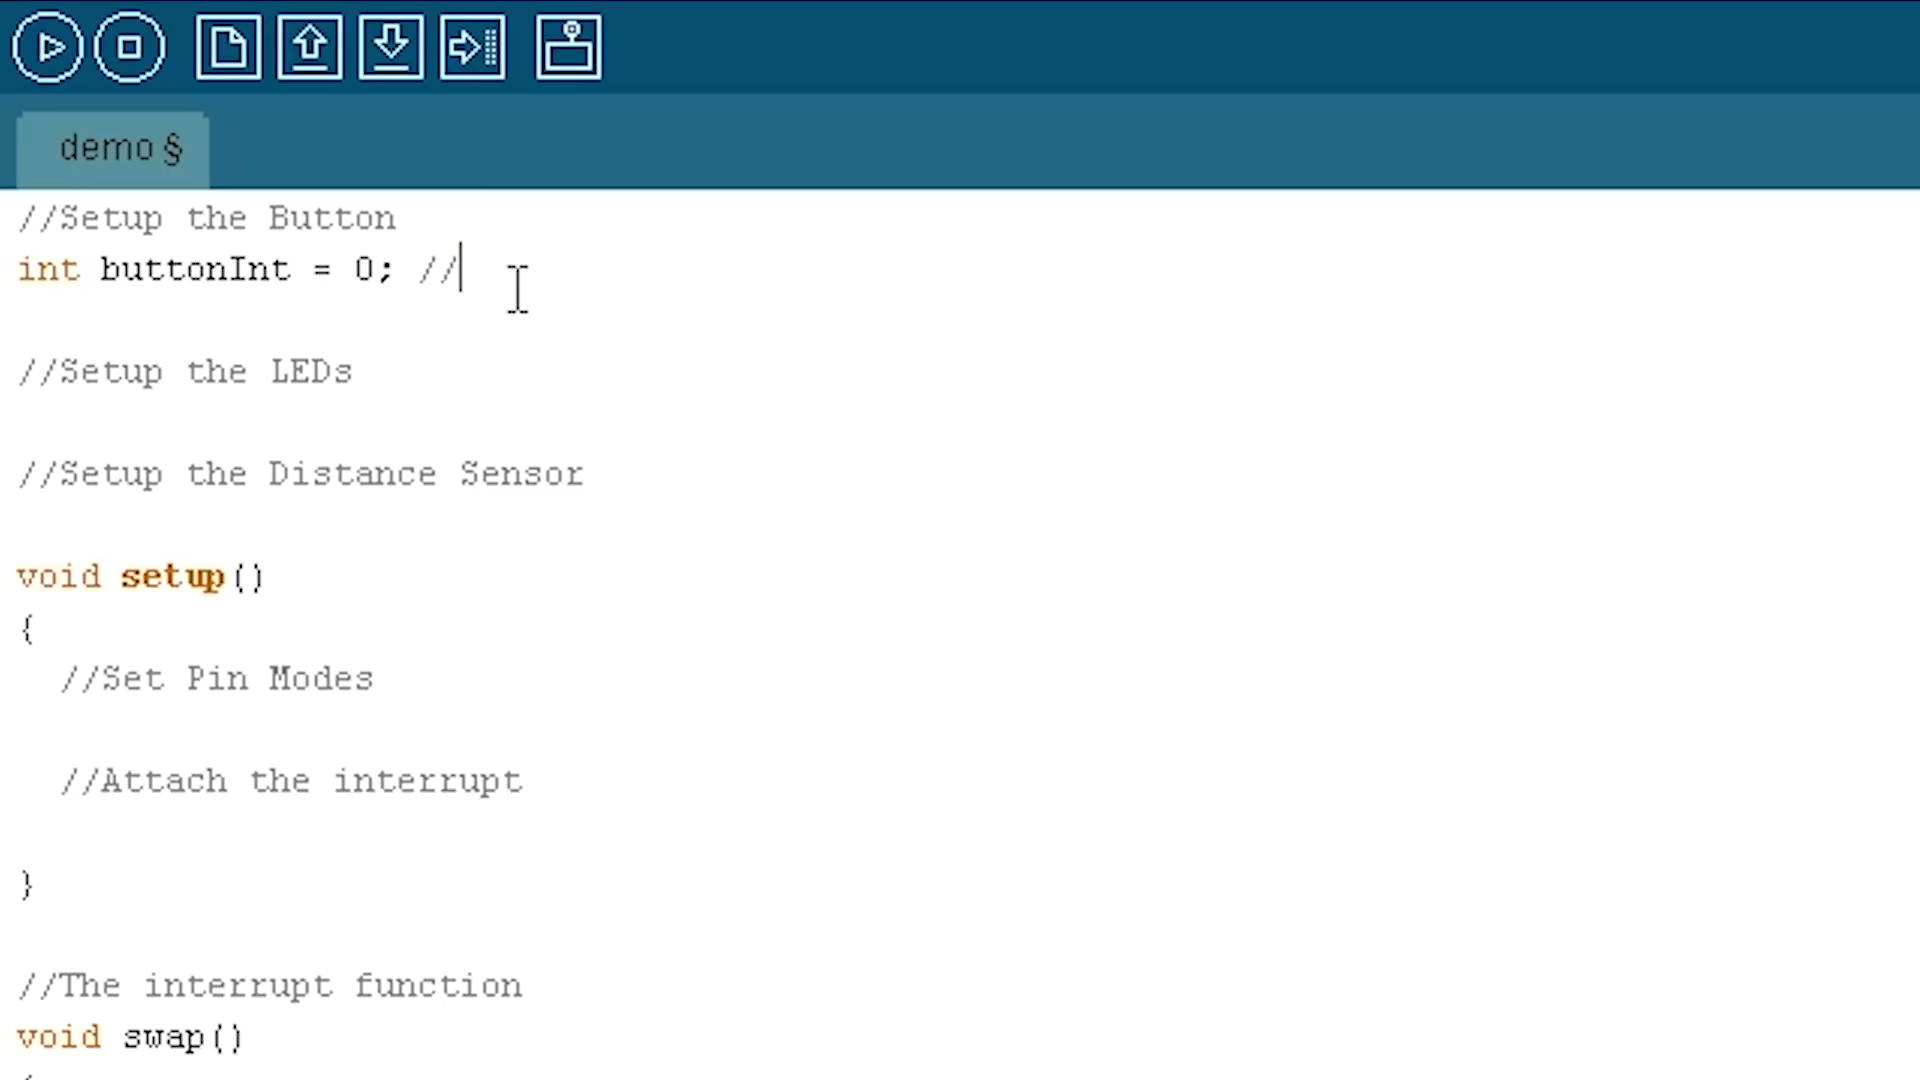 demo §
//Setup the Button
int buttonInt = 0; //
//Setup the LEDs
//Setup the Distance Sensor
void setup()
{
//Set Pin Modes
//Attach the interrupt
}
//The interrupt function
void swap()